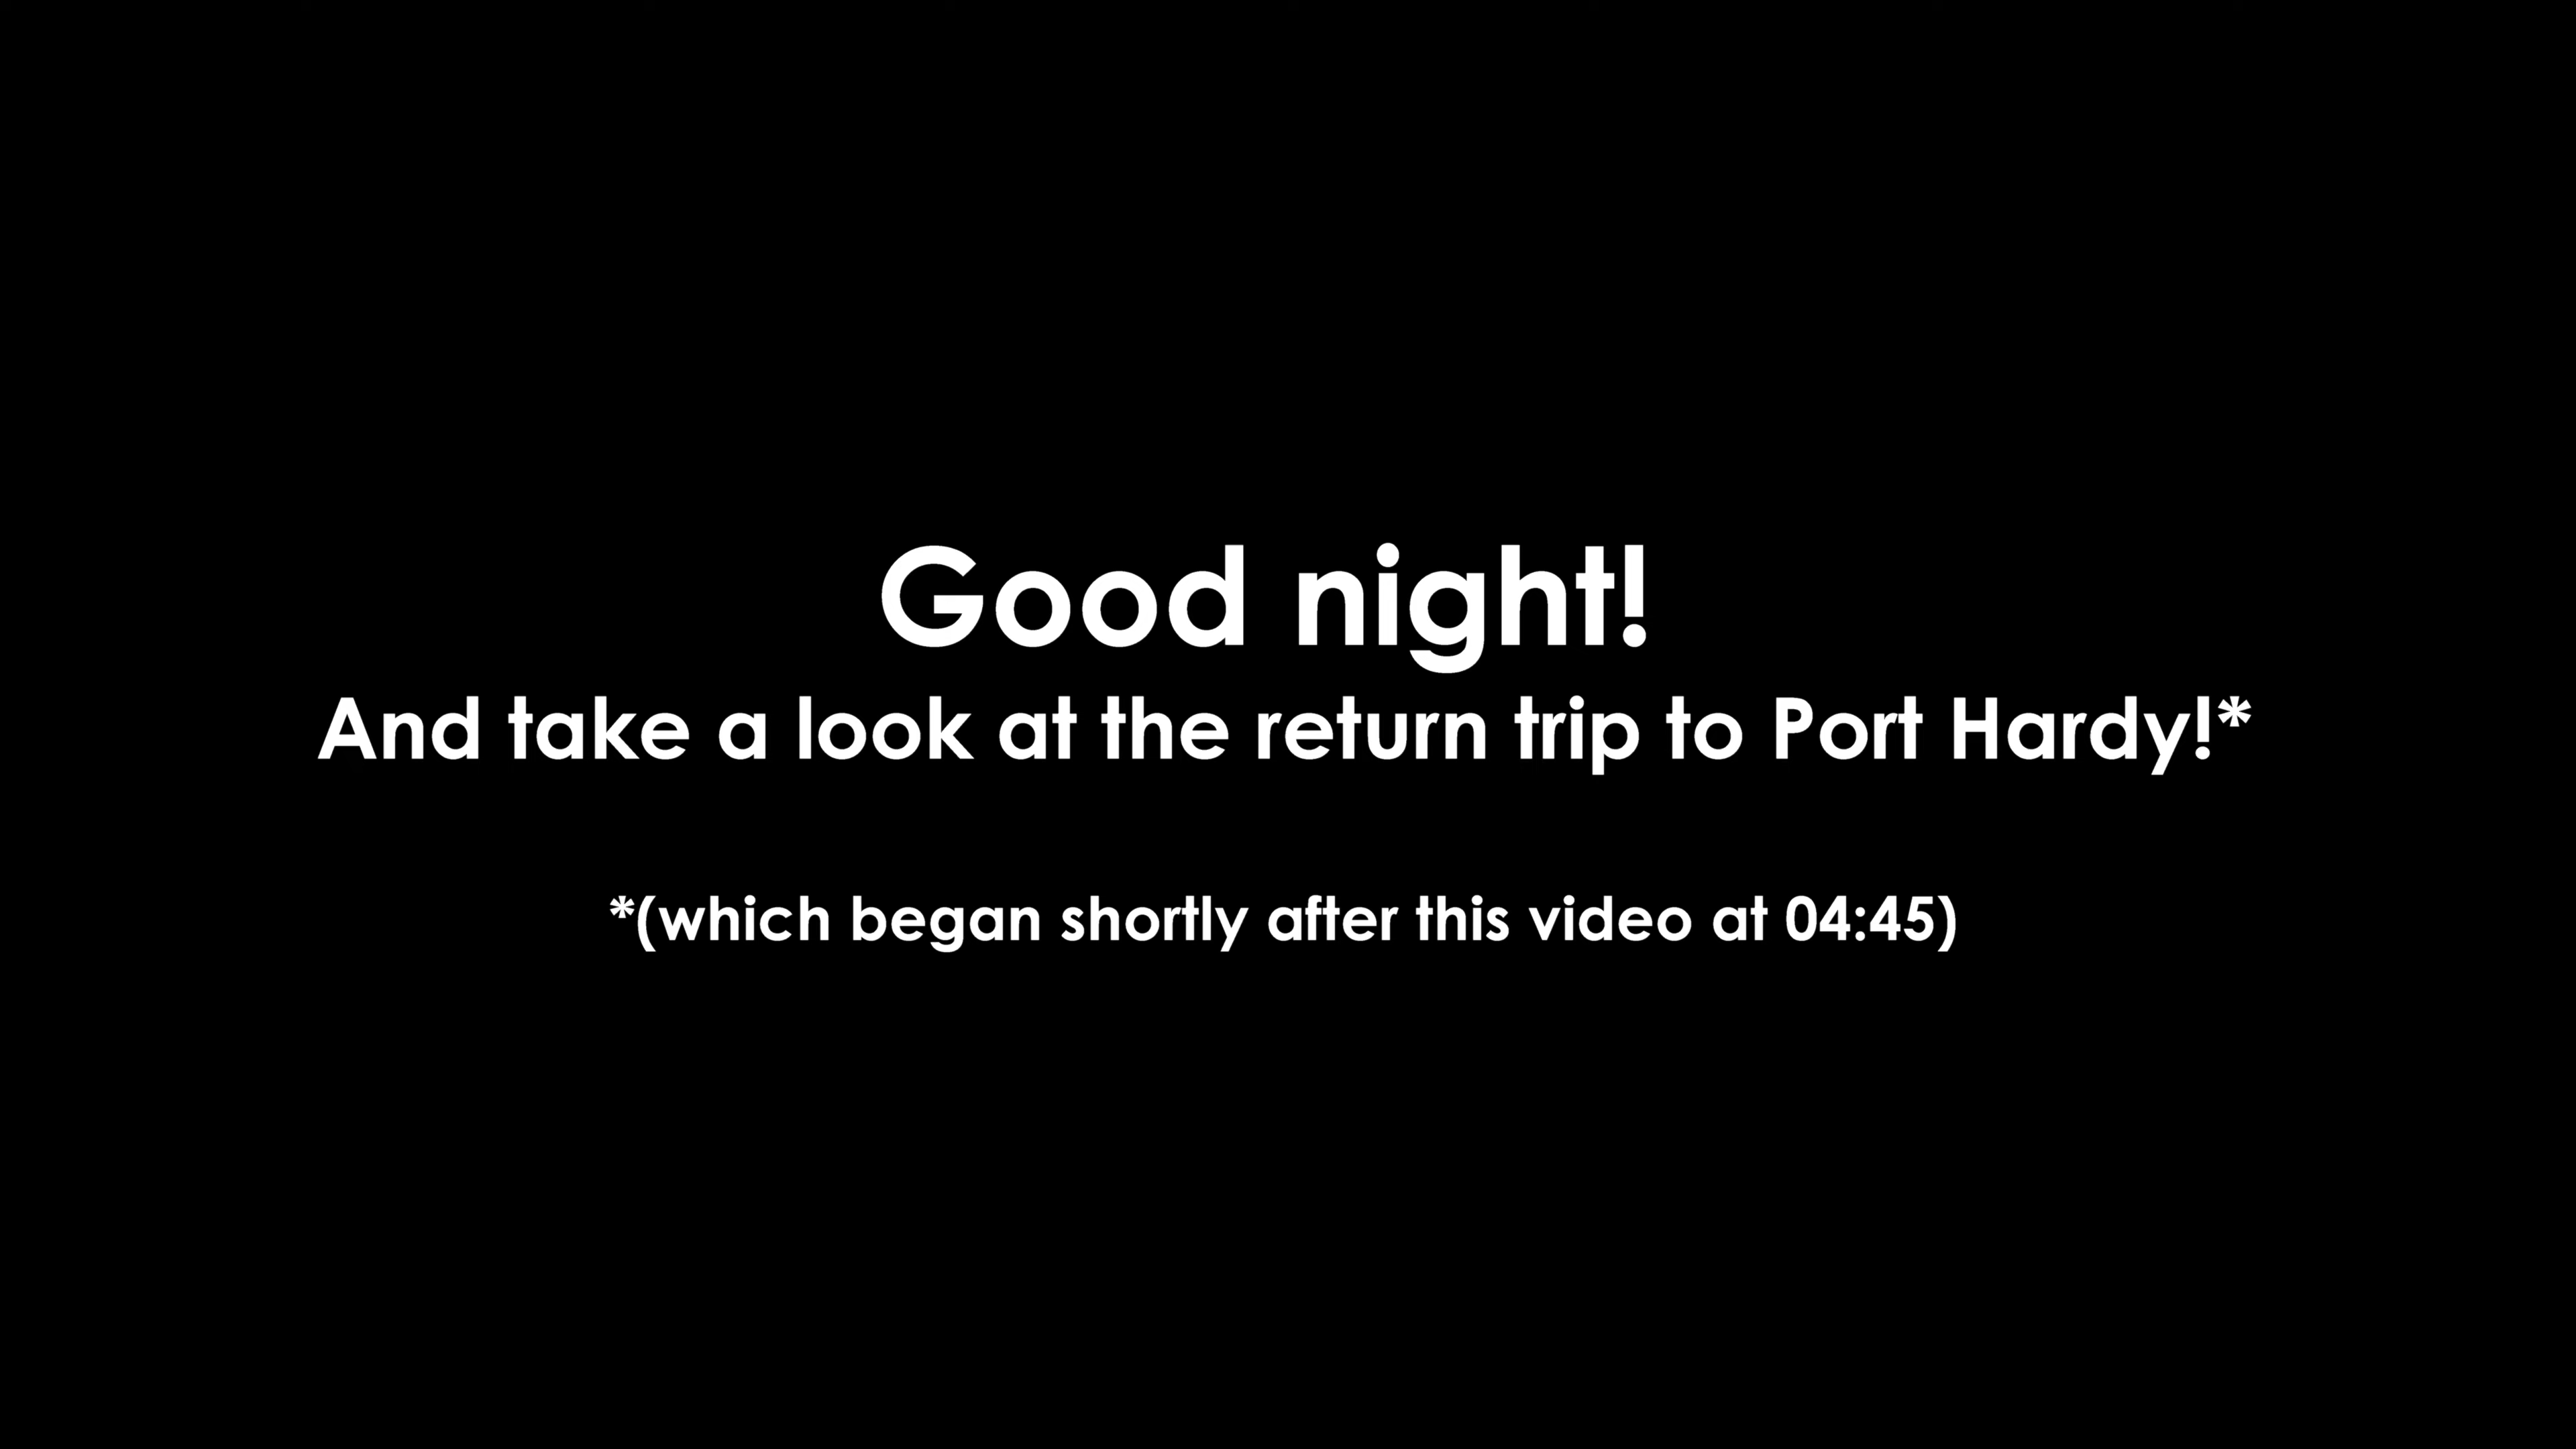 Good night!
And take a look at the return trip to Port Hardy!*
*(which began shortly after this video at 04:45)